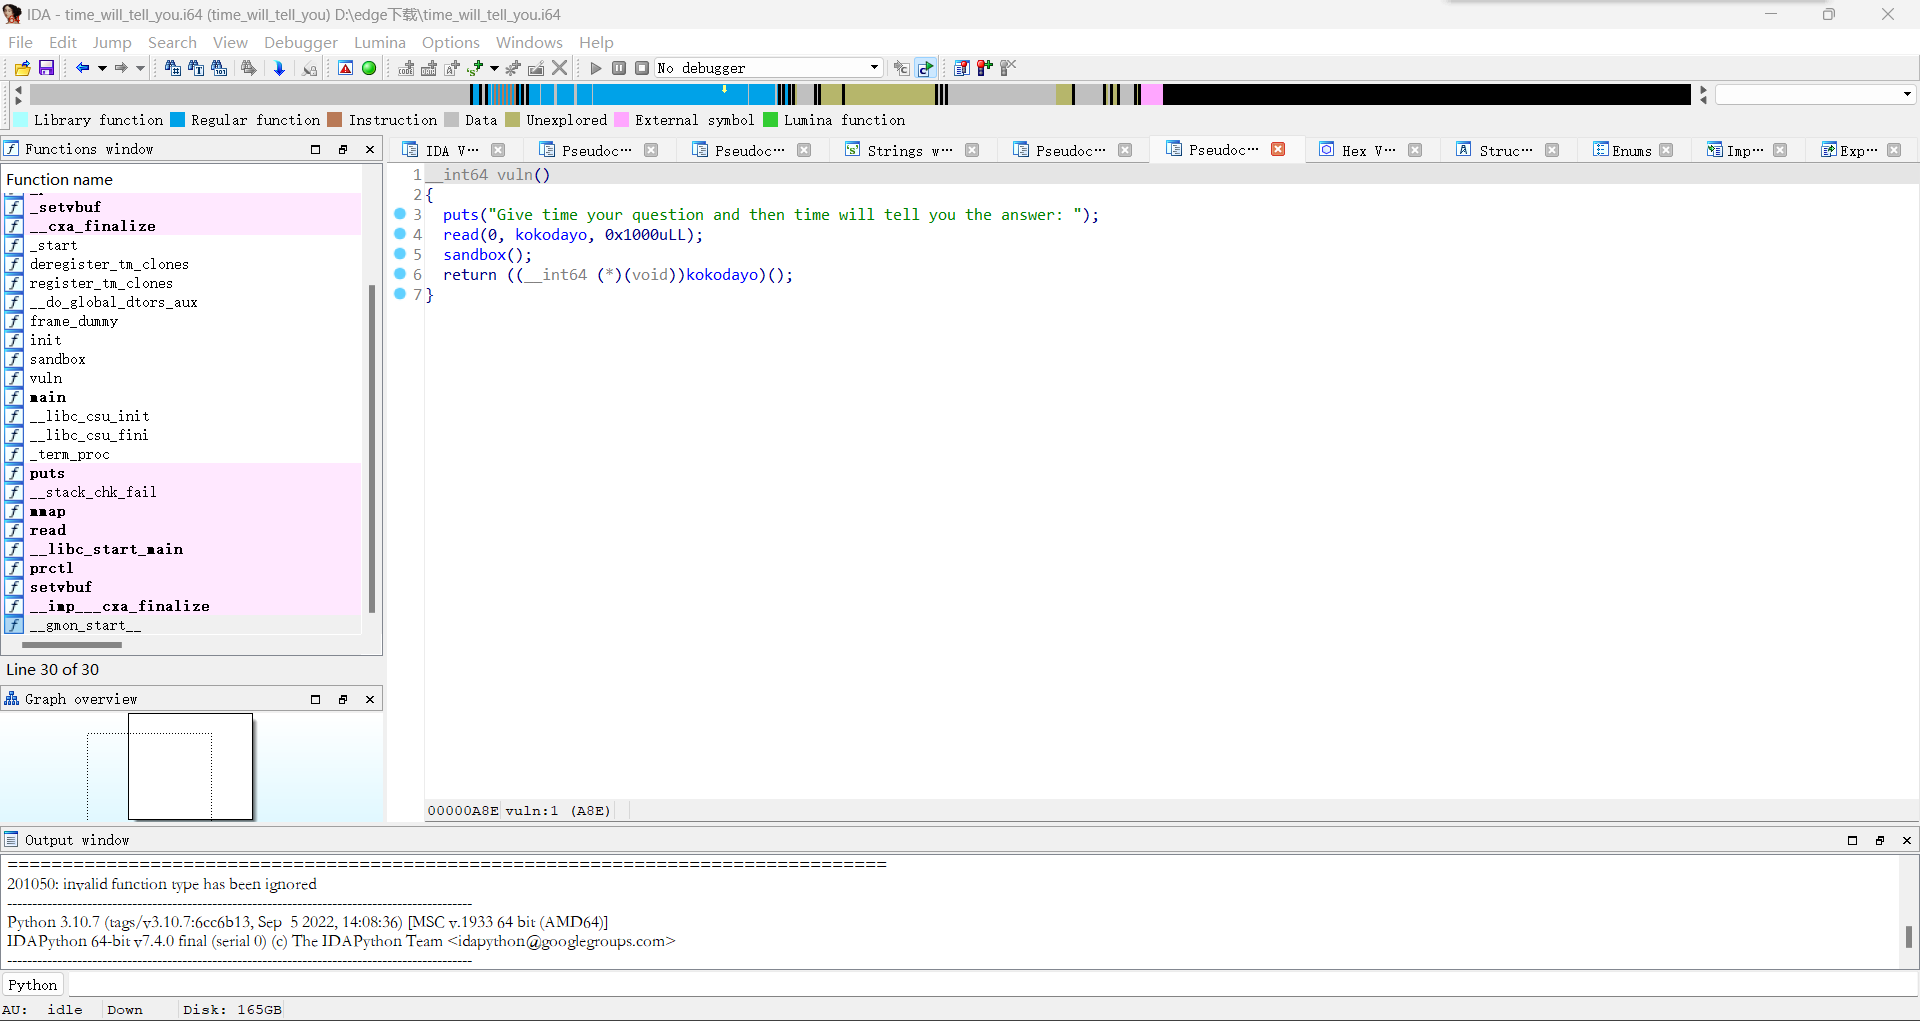 IDA - time_will_tell_you.i64 (time_will_tell_you) D:\edge下载\time_will_tell_you.i64
File Edit Jump Search View Debugger Lumina Options Windows Help
No debugger
Library function Regular function Instruction Data Unexplored External symbol Lumina function
Functions window
IDA V··· Pseudoc··· Pseudoc··· Strings w··· Pseudoc··· Pseudoc··· Hex V··· Struc··· Enums Imp··· Exp···
Function name
_setvbuf
__cxa_finalize
_start
deregister_tm_clones
register_tm_clones
__do_global_dtors_aux
frame_dummy
init
sandbox
vuln
main
__libc_csu_init
__libc_csu_fini
_term_proc
puts
__stack_chk_fail
mmap
read
__libc_start_main
prctl
setvbuf
__imp___cxa_finalize
__gmon_start__
Line 30 of 30
1 __int64 vuln()
2 {
3 puts("Give time your question and then time will tell you the answer: ");
4 read(0, kokodayo, 0x1000uLL);
5 sandbox();
6 return ((__int64 (*)(void))kokodayo)();
7 }
Graph overview
00000A8E vuln:1 (A8E)
Output window
================================================================================
201050: invalid function type has been ignored
---------------------------------------------------------------------------------------------
Python 3.10.7 (tags/v3.10.7:6cc6b13, Sep  5 2022, 14:08:36) [MSC v.1933 64 bit (AMD64)]
IDAPython 64-bit v7.4.0 final (serial 0) (c) The IDAPython Team <idapython@googlegroups.com>
---------------------------------------------------------------------------------------------
Python
AU: idle Down Disk: 165GB